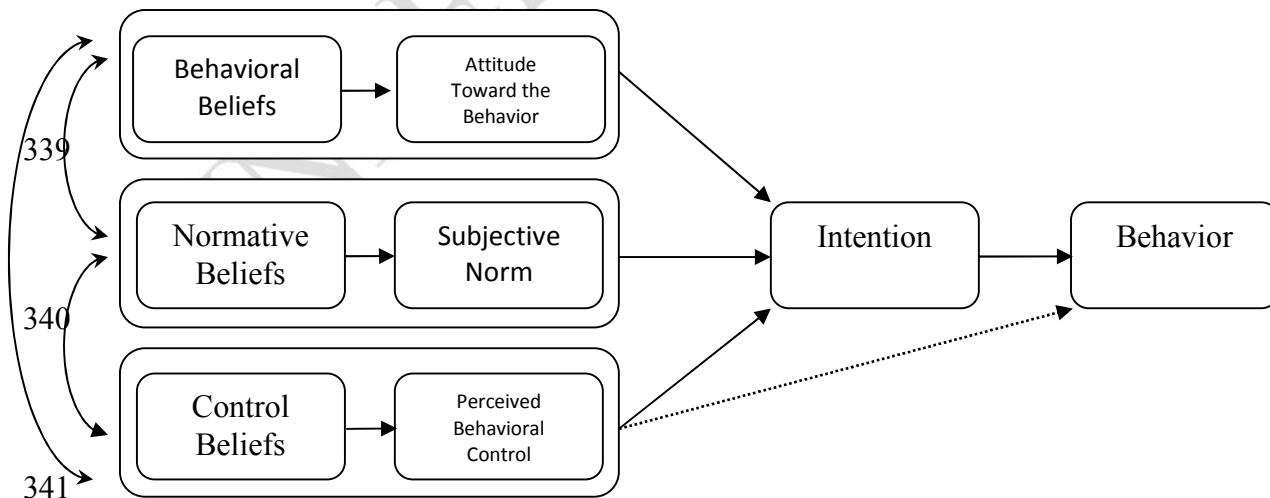 Behavioral
Beliefs
Attitude
Toward the
Behavior
339
Normative
Beliefs
Subjective
Norm
Intention
Behavior
340
Control
Beliefs
Perceived
Behavioral
Control
341